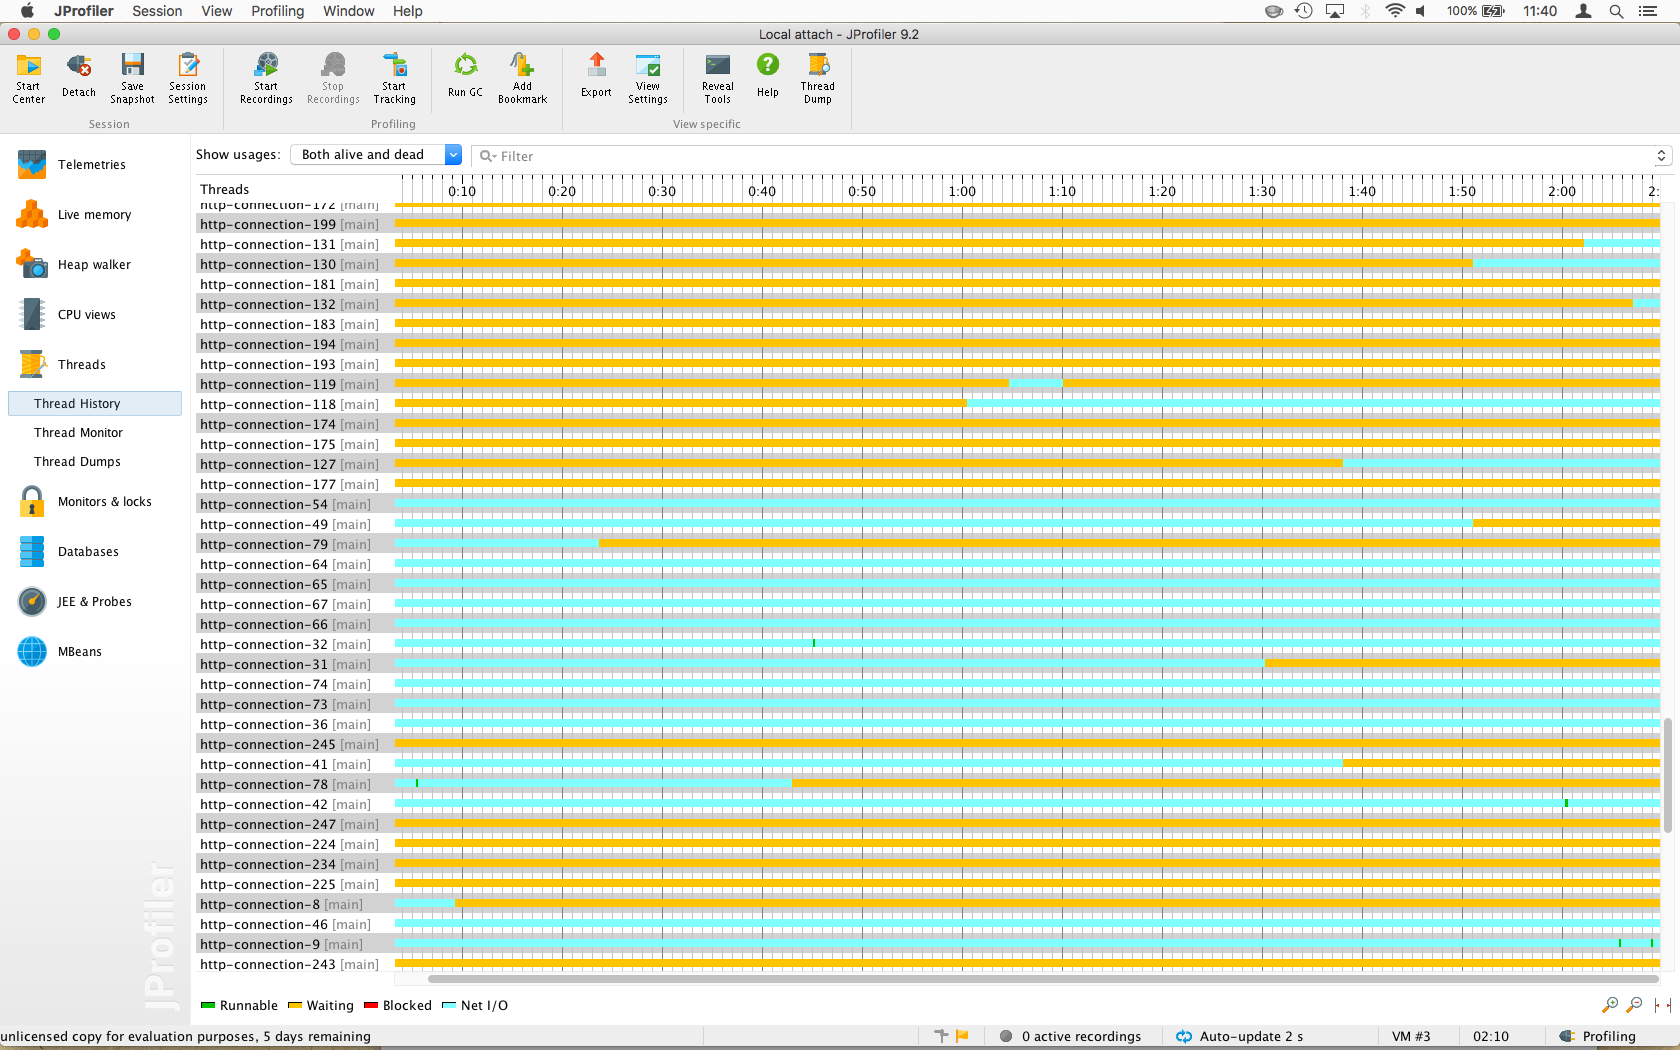 JProfiler Session View Profiling Window Help 100% 11:40
Local attach - JProfiler 9.2
Start Center
Detach
Save Snapshot
Session Settings
Start Recordings
Stop Recordings
Start Tracking
Run GC
Add Bookmark
Export
View Settings
Reveal Tools
Help
Thread Dump
Session
Profiling
View specific
Telemetries
Live memory
Heap walker
CPU views
Threads
Thread History
Thread Monitor
Thread Dumps
Monitors & locks
Databases
JEE & Probes
MBeans
JProfiler
Show usages: Both alive and dead Filter
Threads 0:10 0:20 0:30 0:40 0:50 1:00 1:10 1:20 1:30 1:40 1:50 2:00 2:
http-connection-172 [main]
http-connection-199 [main]
http-connection-131 [main]
http-connection-130 [main]
http-connection-181 [main]
http-connection-132 [main]
http-connection-183 [main]
http-connection-194 [main]
http-connection-193 [main]
http-connection-119 [main]
http-connection-118 [main]
http-connection-174 [main]
http-connection-175 [main]
http-connection-127 [main]
http-connection-177 [main]
http-connection-54 [main]
http-connection-49 [main]
http-connection-79 [main]
http-connection-64 [main]
http-connection-65 [main]
http-connection-67 [main]
http-connection-66 [main]
http-connection-32 [main]
http-connection-31 [main]
http-connection-74 [main]
http-connection-73 [main]
http-connection-36 [main]
http-connection-245 [main]
http-connection-41 [main]
http-connection-78 [main]
http-connection-42 [main]
http-connection-247 [main]
http-connection-224 [main]
http-connection-234 [main]
http-connection-225 [main]
http-connection-8 [main]
http-connection-46 [main]
http-connection-9 [main]
http-connection-243 [main]
Runnable Waiting Blocked Net I/O
unlicensed copy for evaluation purposes, 5 days remaining 0 active recordings Auto-update 2 s VM #3 02:10 Profiling